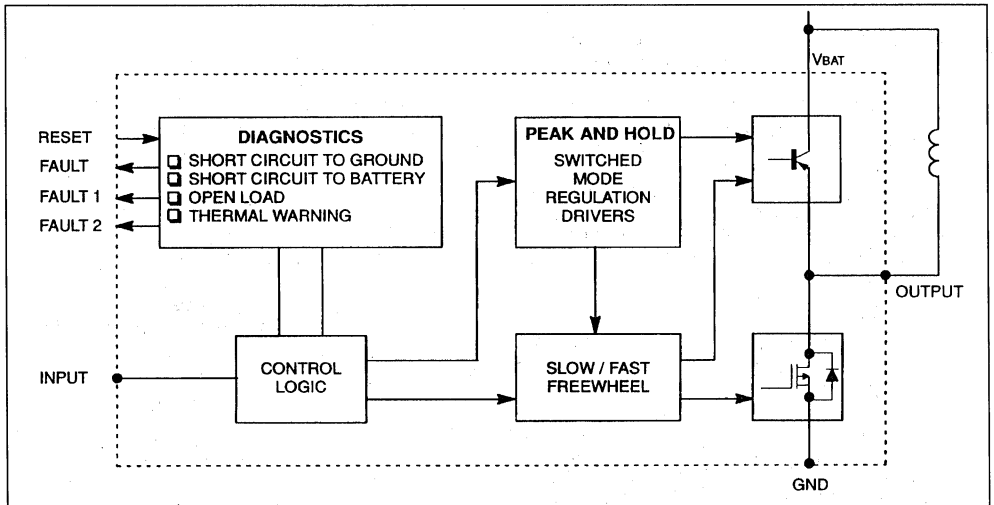 VBAT
RESET
FAULT
FAULT 1
FAULT 2
DIAGNOSTICS
❑ SHORT CIRCUIT TO GROUND
❑ SHORT CIRCUIT TO BATTERY
❑ OPEN LOAD
❑ THERMAL WARNING
PEAK AND HOLD
SWITCHED
MODE
REGULATION
DRIVERS
OUTPUT
INPUT
CONTROL
LOGIC
SLOW / FAST
FREEWHEEL
GND